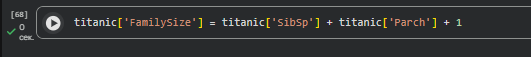 [68]
titanic['FamilySize'] = titanic['SibSp'] + titanic['Parch'] + 1
0
сек.